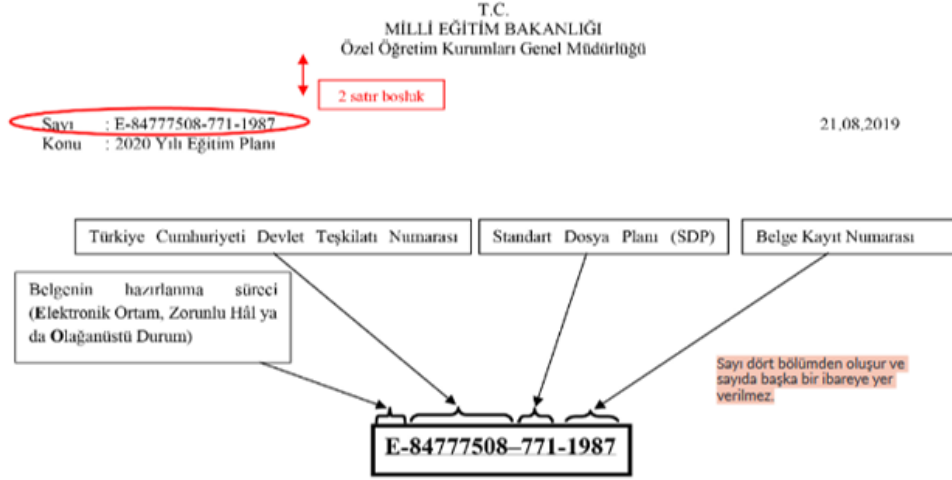 T.C.
MİLLİ EĞİTİM BAKANLIĞI
Özel Öğretim Kurumları Genel Müdürlüğü
2 satır boşluk
Sayı : E-84777508-771-1987
21.08.2019
Konu : 2020 Yılı Eğitim Planı
Türkiye Cumhuriyeti Devlet Teşkilatı Numarası
Standart Dosya Planı (SDP)
Belge Kayıt Numarası
Belgenin hazırlanma süreci
(Elektronik Ortam, Zorunlu Hâl ya
da Olağanüstü Durum)
Sayı dört bölümden oluşur ve
sayıda başka bir ibareye yer
verilmez.
E-84777508–771-1987